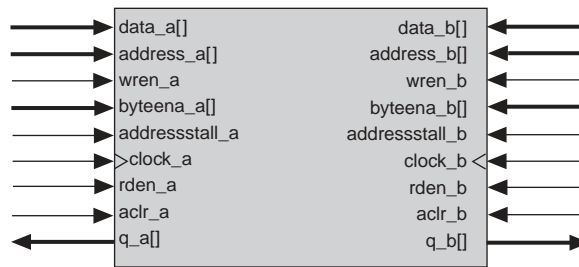 data_a[] data_b[]
address_a[] address_b[]
wren_a wren_b
byteena_a[] byteena_b[]
addressstall_a addressstall_b
clock_a clock_b
rden_a rden_b
aclr_a aclr_b
q_a[] q_b[]